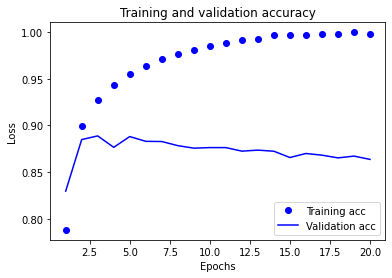 Training and validation accuracy
1.00
0.95
0.90
0.85
0.80
Loss
2.5 5.0 7.5 10.0 12.5 15.0 17.5 20.0
Epochs
Training acc
Validation acc